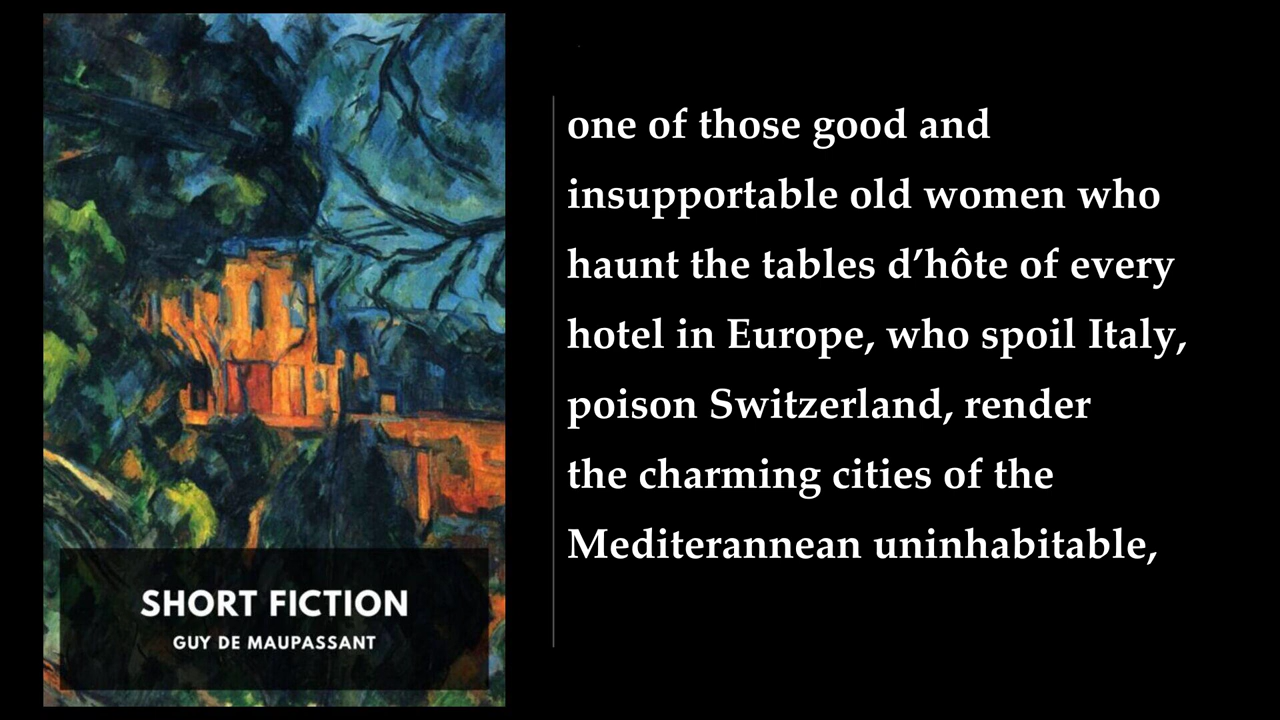 SHORT FICTION
GUY DE MAUPASSANT
one of those good and
insupportable old women who
haunt the tables d’hôte of every
hotel in Europe, who spoil Italy,
poison Switzerland, render
the charming cities of the
Mediterannean uninhabitable,